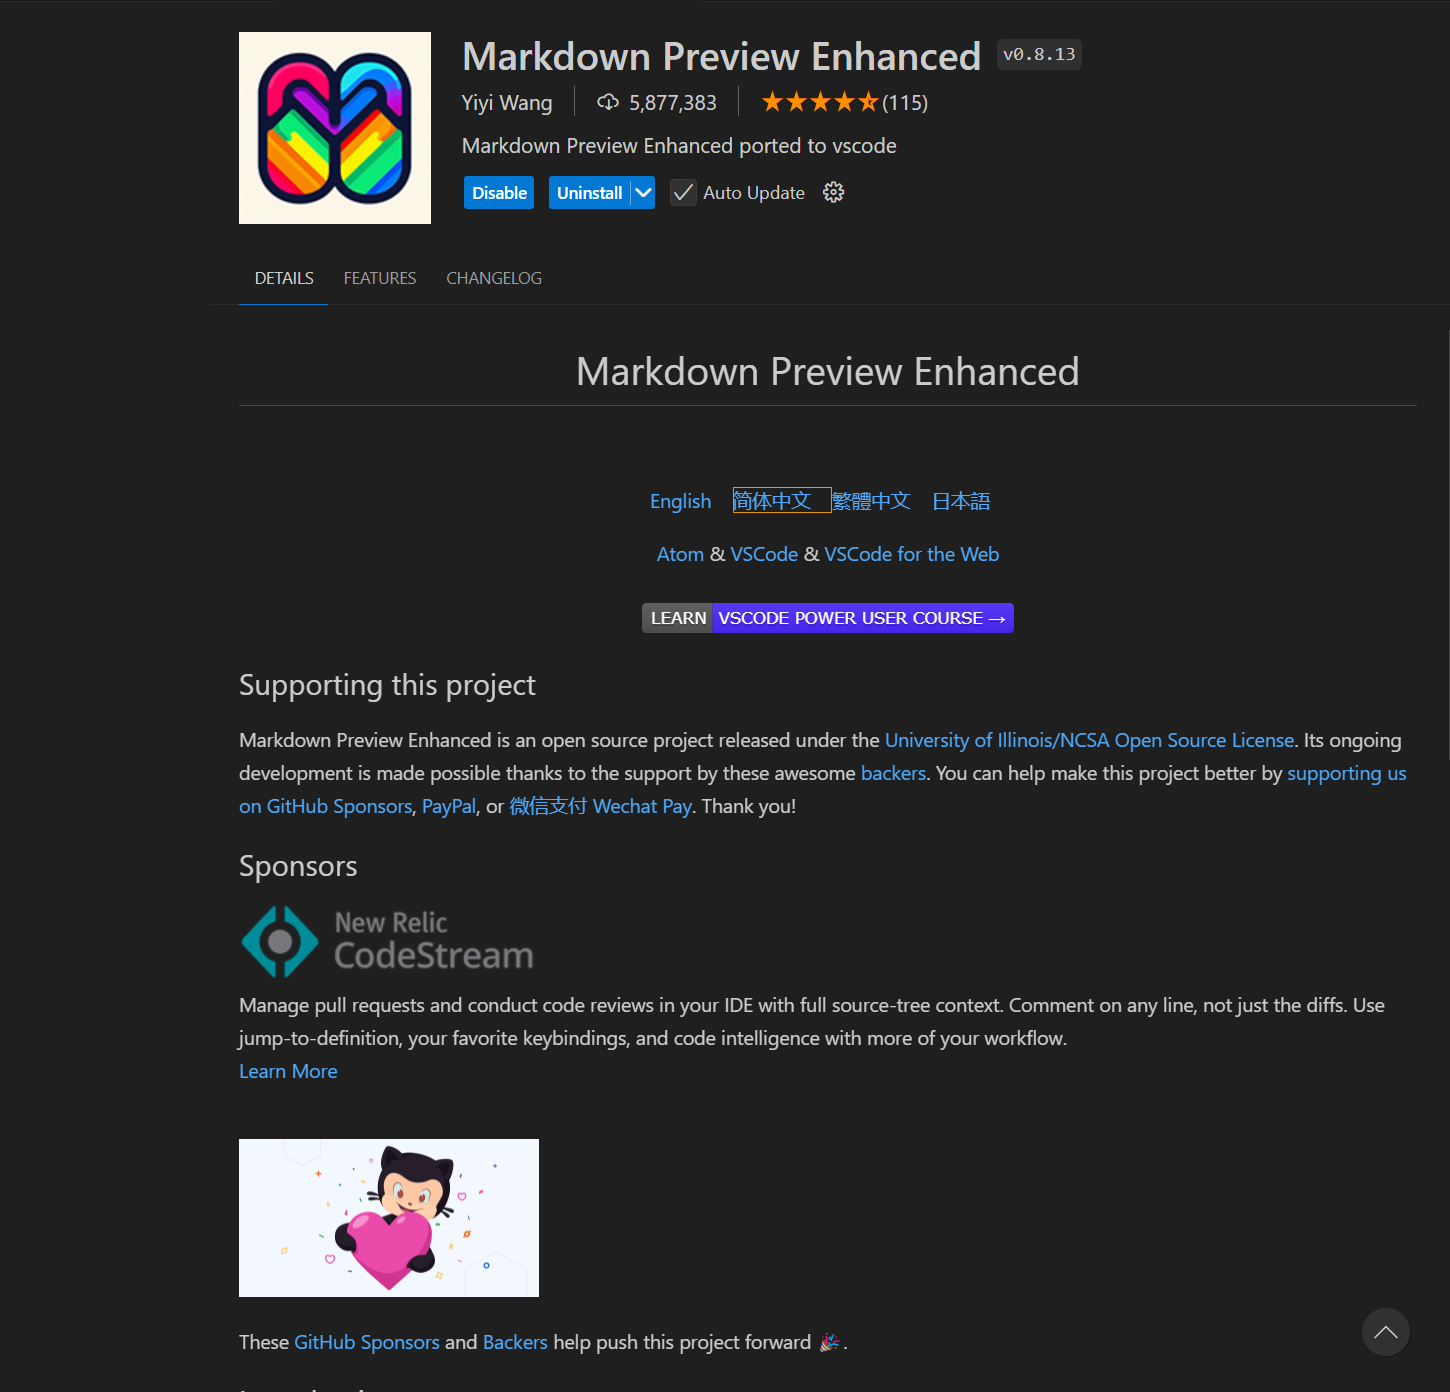 Markdown Preview Enhanced v0.8.13
Yiyi Wang 5,877,383 (115)
Markdown Preview Enhanced ported to vscode
Disable Uninstall Auto Update
DETAILS FEATURES CHANGELOG
Markdown Preview Enhanced
English 简体中文 繁體中文 日本語
Atom & VSCode & VSCode for the Web
LEARN VSCODE POWER USER COURSE →
Supporting this project
Markdown Preview Enhanced is an open source project released under the University of Illinois/NCSA Open Source License. Its ongoing
development is made possible thanks to the support by these awesome backers. You can help make this project better by supporting us
on GitHub Sponsors, PayPal, or 微信支付 Wechat Pay. Thank you!
Sponsors
New Relic
CodeStream
Manage pull requests and conduct code reviews in your IDE with full source-tree context. Comment on any line, not just the diffs. Use
jump-to-definition, your favorite keybindings, and code intelligence with more of your workflow.
Learn More
These GitHub Sponsors and Backers help push this project forward 🎉.